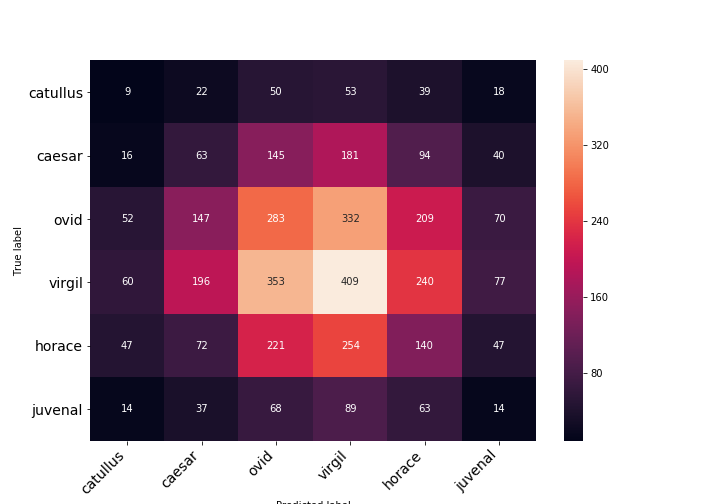 catullus 9 22 50 53 39 18
caesar 16 63 145 181 94 40
ovid 52 147 283 332 209 70
virgil 60 196 353 409 240 77
horace 47 72 221 254 140 47
juvenal 14 37 68 89 63 14
True label
catullus caesar ovid virgil horace juvenal
Predicted label
400
320
240
160
80